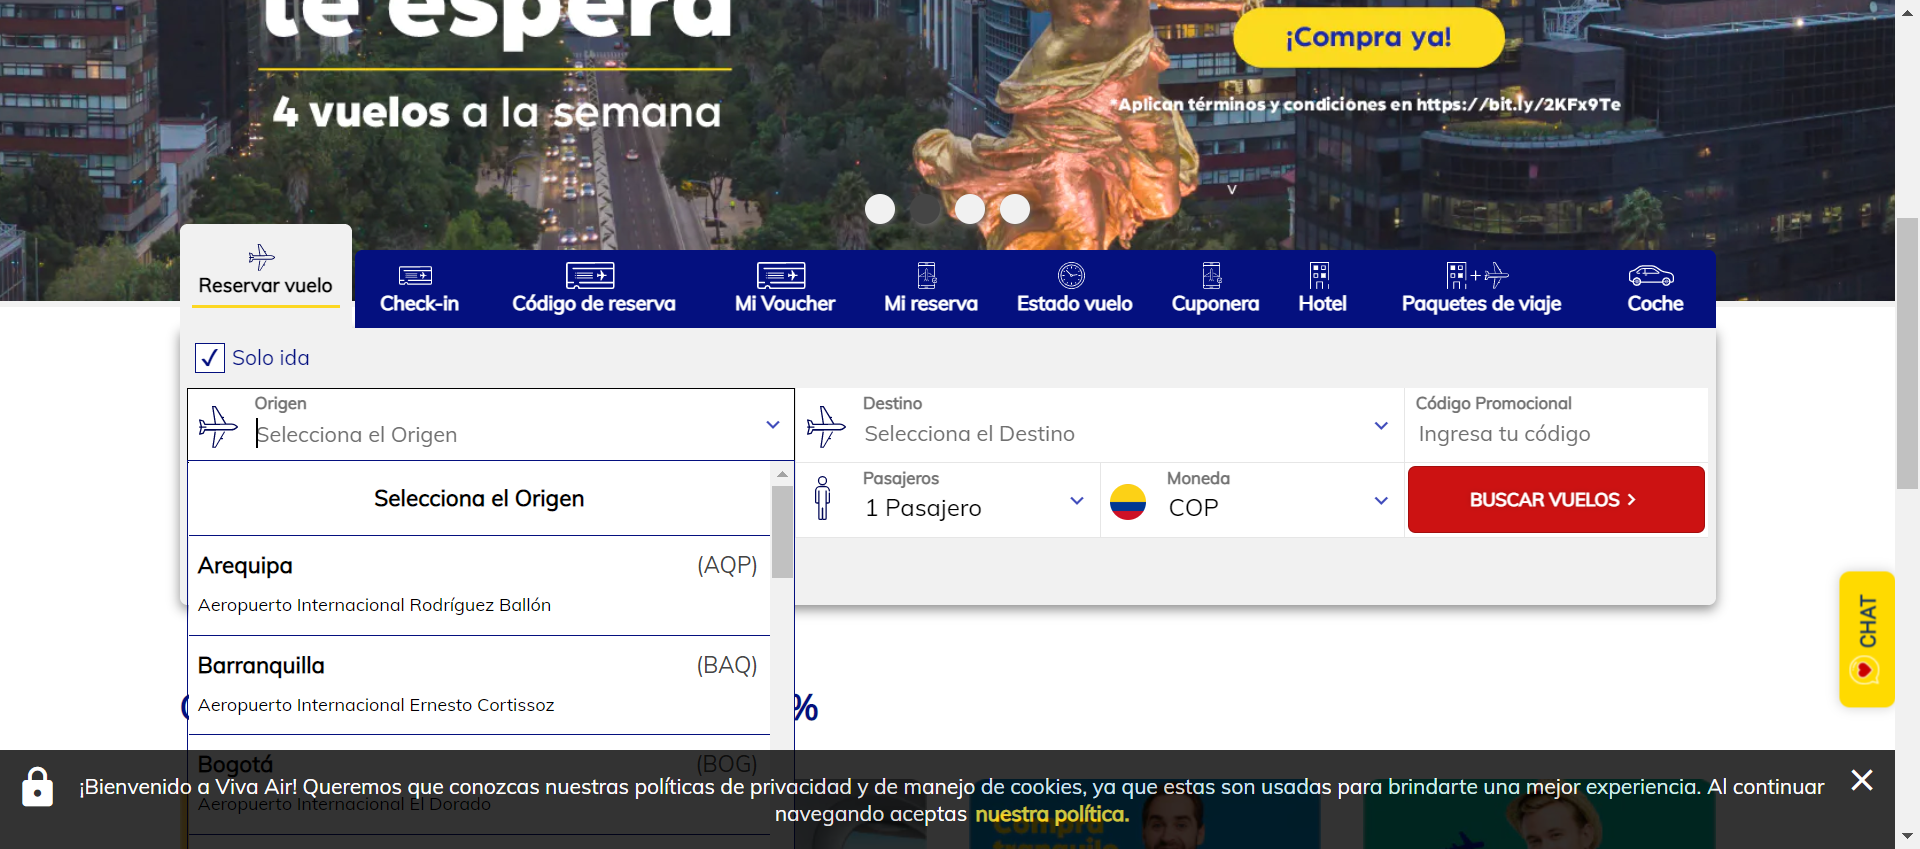 te espera
4 vuelos a la semana
¡Compra ya!
*Aplican términos y condiciones en https://bit.ly/2KFx9Te
v
Reservar vuelo
Check-in
Código de reserva
Mi Voucher
Mi reserva
Estado vuelo
Cuponera
Hotel
Paquetes de viaje
Coche
Solo ida
Origen
Selecciona el Origen
Destino
Selecciona el Destino
Código Promocional
Ingresa tu código
Pasajeros
1 Pasajero
Moneda
COP
BUSCAR VUELOS >
Selecciona el Origen
Arequipa (AQP)
Aeropuerto Internacional Rodríguez Ballón
Barranquilla (BAQ)
Aeropuerto Internacional Ernesto Cortissoz
%
Bogotá (BOG)
Aeropuerto Internacional El Dorado
CHAT
¡Bienvenido a Viva Air! Queremos que conozcas nuestras políticas de privacidad y de manejo de cookies, ya que estas son usadas para brindarte una mejor experiencia. Al continuar
navegando aceptas nuestra política.
Compra
tranquilo